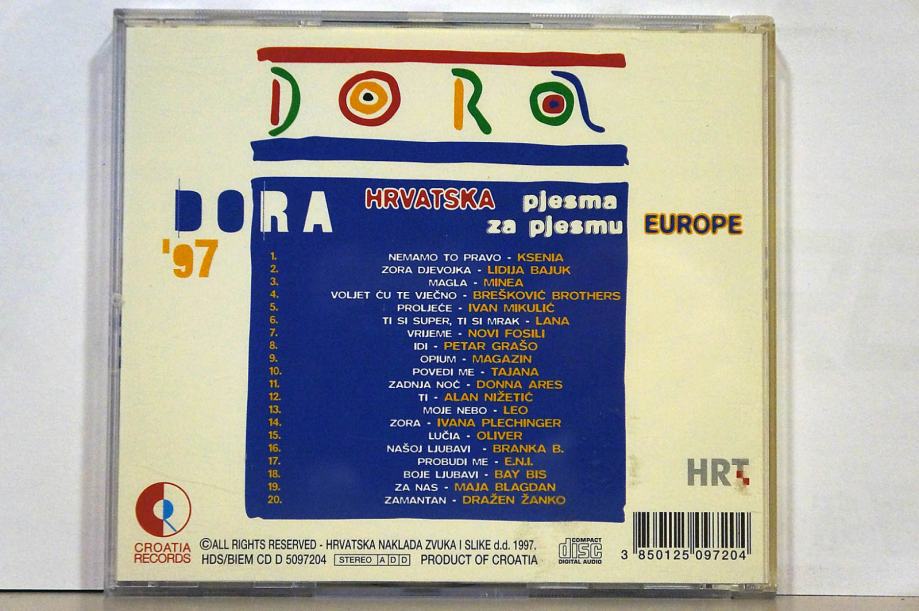 DORA
DORA
'97
HRVATSKA pjesma
za pjesmu EUROPE
1. NEMAMO TO PRAVO - KSENIA
2. ZORA DJEVOJKA - LIDIJA BAJUK
3. MAGLA - MINEA
4. VOLJET ĆU TE VJEČNO - BREŠKOVIĆ BROTHERS
5. PROLJEĆE - IVAN MIKULIĆ
6. TI SI SUPER, TI SI MRAK - LANA
7. VRIJEME - NOVI FOSILI
8. IDI - PETAR GRAŠO
9. OPIUM - MAGAZIN
10. POVEDI ME - TAJANA
11. ZADNJA NOĆ - DONNA ARES
12. TI - ALAN NIŽETIĆ
13. MOJE NEBO - LEO
14. ZORA - IVANA PLECHINGER
15. LUČIA - OLIVER
16. NAŠOJ LJUBAVI - BRANKA B.
17. PROBUDI ME - E.N.I.
18. BOJE LJUBAVI - BAY BIS
19. ZA NAS - MAJA BLAGDAN
20. ZAMANTAN - DRAŽEN ŽANKO
HRT
CROATIA
RECORDS
©ALL RIGHTS RESERVED - HRVATSKA NAKLADA ZVUKA I SLIKE d.d. 1997.
HDS/BIEM CD D 5097204 STEREO A D D PRODUCT OF CROATIA
COMPACT
disc
DIGITAL AUDIO
3 850125 097204